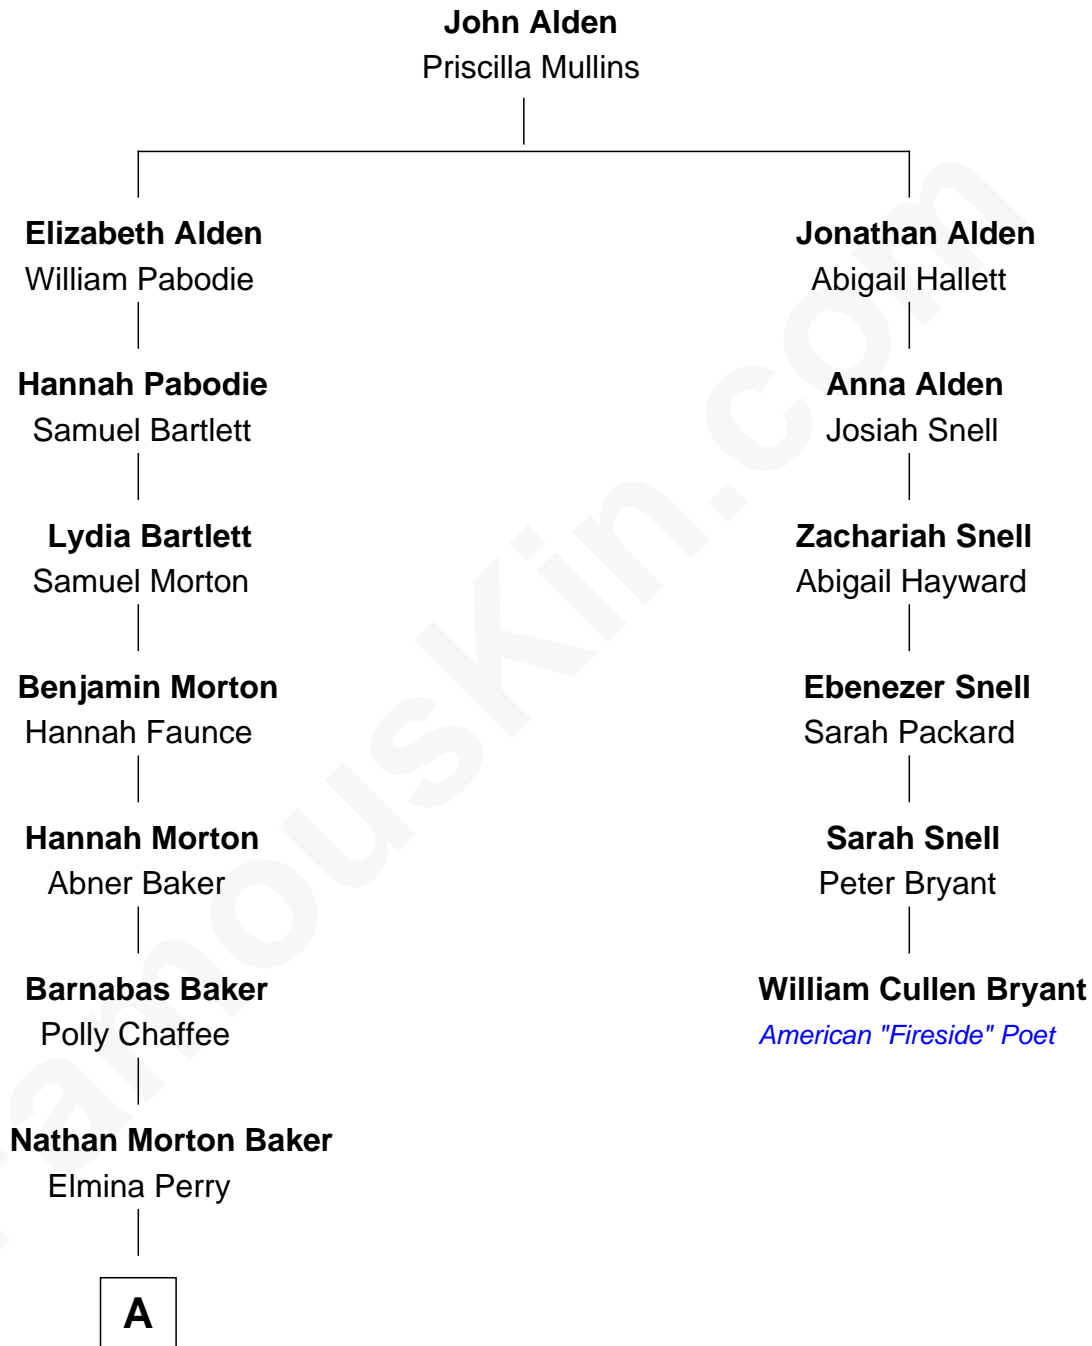 John Alden
Priscilla Mullins
Elizabeth Alden
William Pabodie
Jonathan Alden
Abigail Hallett
Hannah Pabodie
Samuel Bartlett
Anna Alden
Josiah Snell
Lydia Bartlett
Samuel Morton
Zachariah Snell
Abigail Hayward
Benjamin Morton
Hannah Faunce
Ebenezer Snell
Sarah Packard
Hannah Morton
Abner Baker
Sarah Snell
Peter Bryant
Barnabas Baker
Polly Chaffee
William Cullen Bryant
American "Fireside" Poet
Nathan Morton Baker
Elmina Perry
A
FamousKin.com